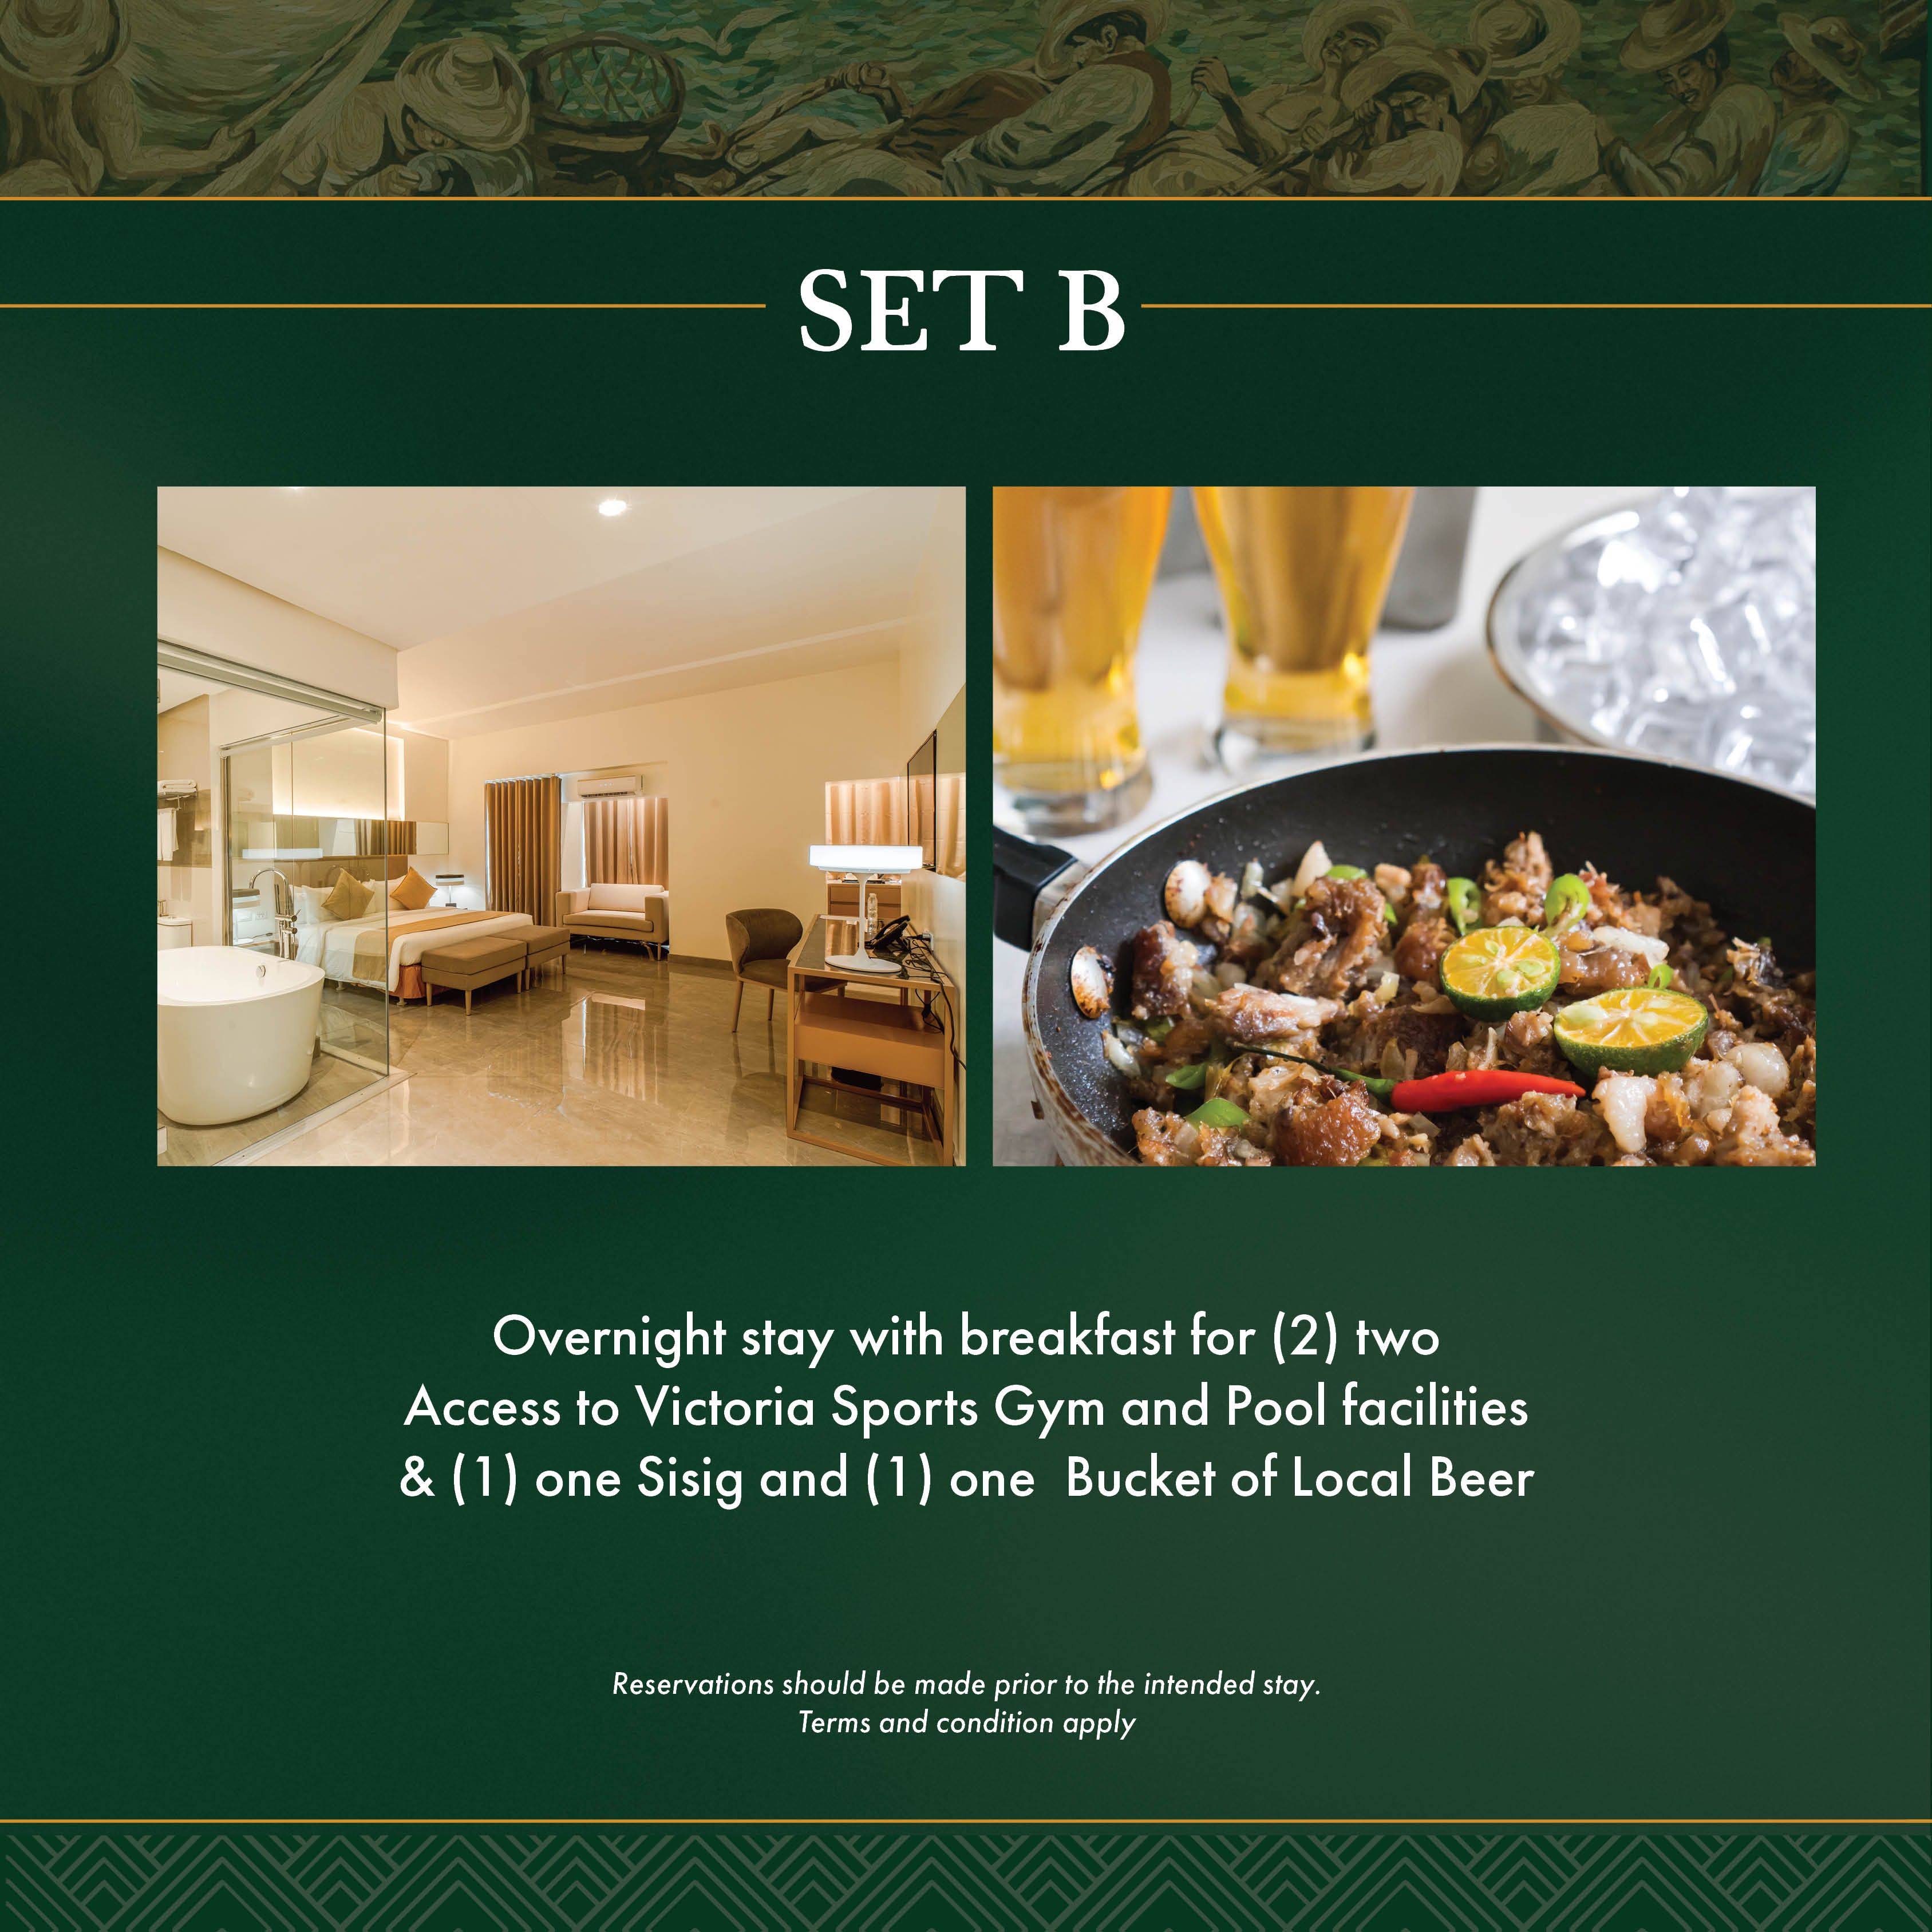 SET B
Overnight stay with breakfast for (2) two
Access to Victoria Sports Gym and Pool facilities
& (1) one Sisig and (1) one  Bucket of Local Beer
Reservations should be made prior to the intended stay.
Terms and condition apply